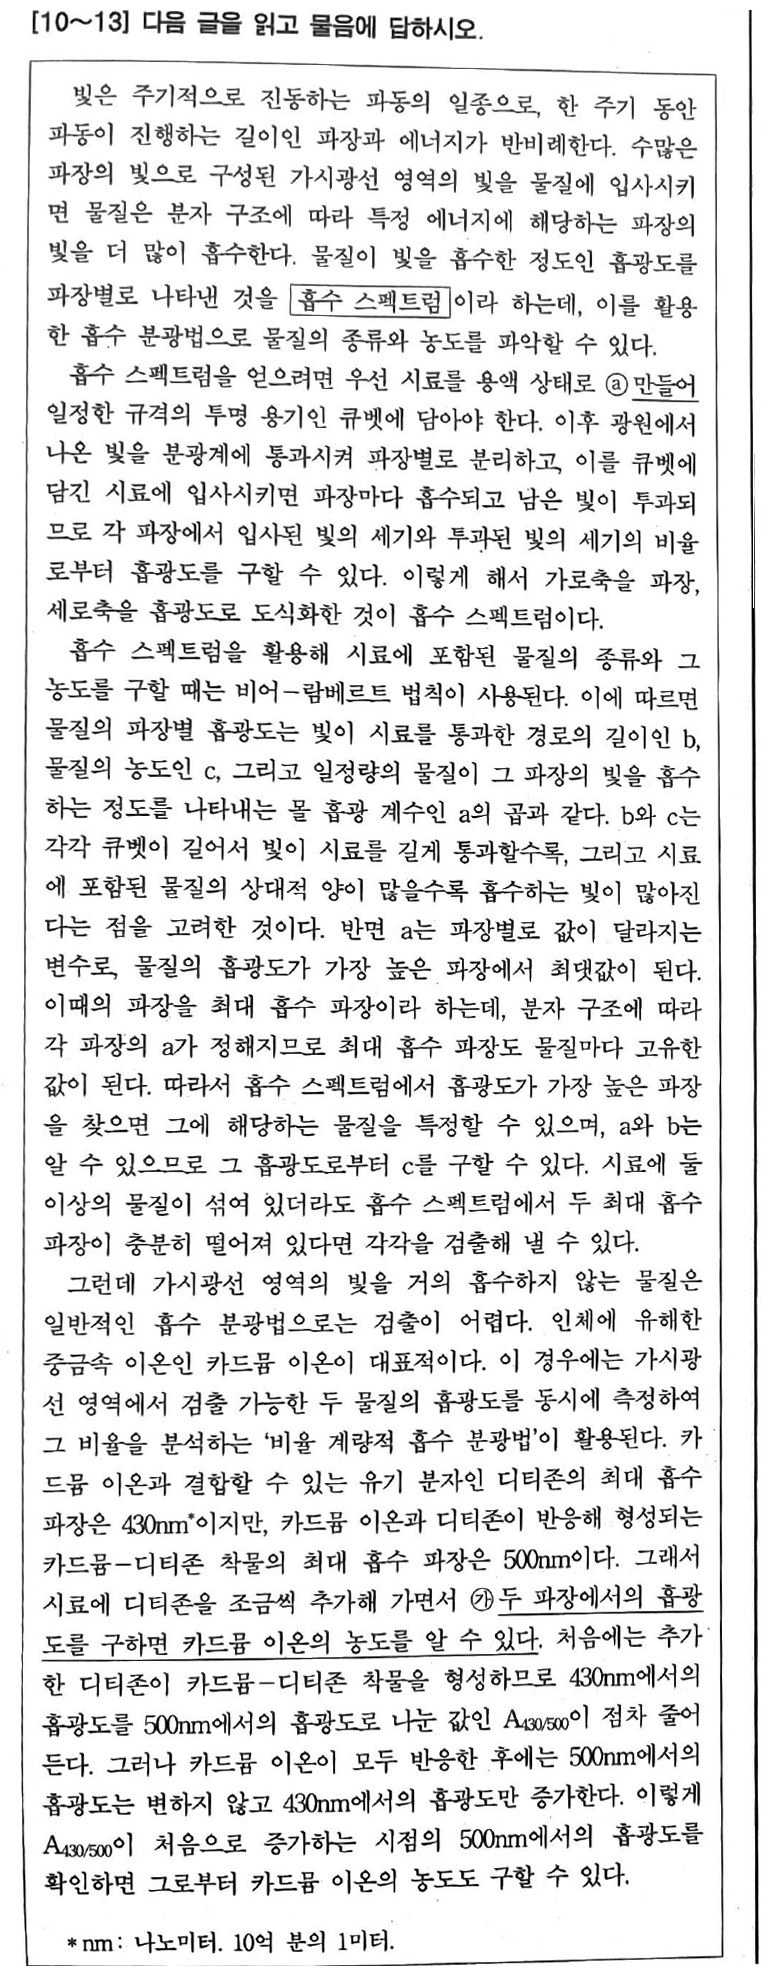 [10~13] 다음 글을 읽고 물음에 답하시오.
빛은 주기적으로 진동하는 파동의 일종으로, 한 주기 동안
파동이 진행하는 길이인 파장과 에너지가 반비례한다. 수많은
파장의 빛으로 구성된 가시광선 영역의 빛을 물질에 입사시키
면 물질은 분자 구조에 따라 특정 에너지에 해당하는 파장의
빛을 더 많이 흡수한다. 물질이 빛을 흡수한 정도인 흡광도를
파장별로 나타낸 것을 흡수 스펙트럼이라 하는데, 이를 활용
한 흡수 분광법으로 물질의 종류와 농도를 파악할 수 있다.
흡수 스펙트럼을 얻으려면 우선 시료를 용액 상태로 ⓐ만들어
일정한 규격의 투명 용기인 큐벳에 담아야 한다. 이후 광원에서
나온 빛을 분광계에 통과시켜 파장별로 분리하고, 이를 큐벳에
담긴 시료에 입사시키면 파장마다 흡수되고 남은 빛이 투과되
므로 각 파장에서 입사된 빛의 세기와 투과된 빛의 세기의 비율
로부터 흡광도를 구할 수 있다. 이렇게 해서 가로축을 파장,
세로축을 흡광도로 도식화한 것이 흡수 스펙트럼이다.
흡수 스펙트럼을 활용해 시료에 포함된 물질의 종류와 그
농도를 구할 때는 비어-람베르트 법칙이 사용된다. 이에 따르면
물질의 파장별 흡광도는 빛이 시료를 통과한 경로의 길이인 b,
물질의 농도인 c, 그리고 일정량의 물질이 그 파장의 빛을 흡수
하는 정도를 나타내는 몰 흡광 계수인 a의 곱과 같다. b와 c는
각각 큐벳이 길어서 빛이 시료를 길게 통과할수록, 그리고 시료
에 포함된 물질의 상대적 양이 많을수록 흡수하는 빛이 많아진
다는 점을 고려한 것이다. 반면 a는 파장별로 값이 달라지는
변수로, 물질의 흡광도가 가장 높은 파장에서 최댓값이 된다.
이때의 파장을 최대 흡수 파장이라 하는데, 분자 구조에 따라
각 파장의 a가 정해지므로 최대 흡수 파장도 물질마다 고유한
값이 된다. 따라서 흡수 스펙트럼에서 흡광도가 가장 높은 파장
을 찾으면 그에 해당하는 물질을 특정할 수 있으며, a와 b는
알 수 있으므로 그 흡광도로부터 c를 구할 수 있다. 시료에 둘
이상의 물질이 섞여 있더라도 흡수 스펙트럼에서 두 최대 흡수
파장이 충분히 떨어져 있다면 각각을 검출해 낼 수 있다.
그런데 가시광선 영역의 빛을 거의 흡수하지 않는 물질은
일반적인 흡수 분광법으로는 검출이 어렵다. 인체에 유해한
중금속 이온인 카드뮴 이온이 대표적이다. 이 경우에는 가시광
선 영역에서 검출 가능한 두 물질의 흡광도를 동시에 측정하여
그 비율을 분석하는 ‘비율 계량적 흡수 분광법’이 활용된다. 카
드뮴 이온과 결합할 수 있는 유기 분자인 디티존의 최대 흡수
파장은 430nm*이지만, 카드뮴 이온과 디티존이 반응해 형성되는
카드뮴-디티존 착물의 최대 흡수 파장은 500nm이다. 그래서
시료에 디티존을 조금씩 추가해 가면서 ㉮두 파장에서의 흡광
도를 구하면 카드뮴 이온의 농도를 알 수 있다. 처음에는 추가
한 디티존이 카드뮴-디티존 착물을 형성하므로 430nm에서의
흡광도를 500nm에서의 흡광도로 나눈 값인 A430/500이 점차 줄어
든다. 그러나 카드뮴 이온이 모두 반응한 후에는 500nm에서의
흡광도는 변하지 않고 430nm에서의 흡광도만 증가한다. 이렇게
A430/500이 처음으로 증가하는 시점의 500nm에서의 흡광도를
확인하면 그로부터 카드뮴 이온의 농도도 구할 수 있다.
*nm: 나노미터. 10억 분의 1미터.